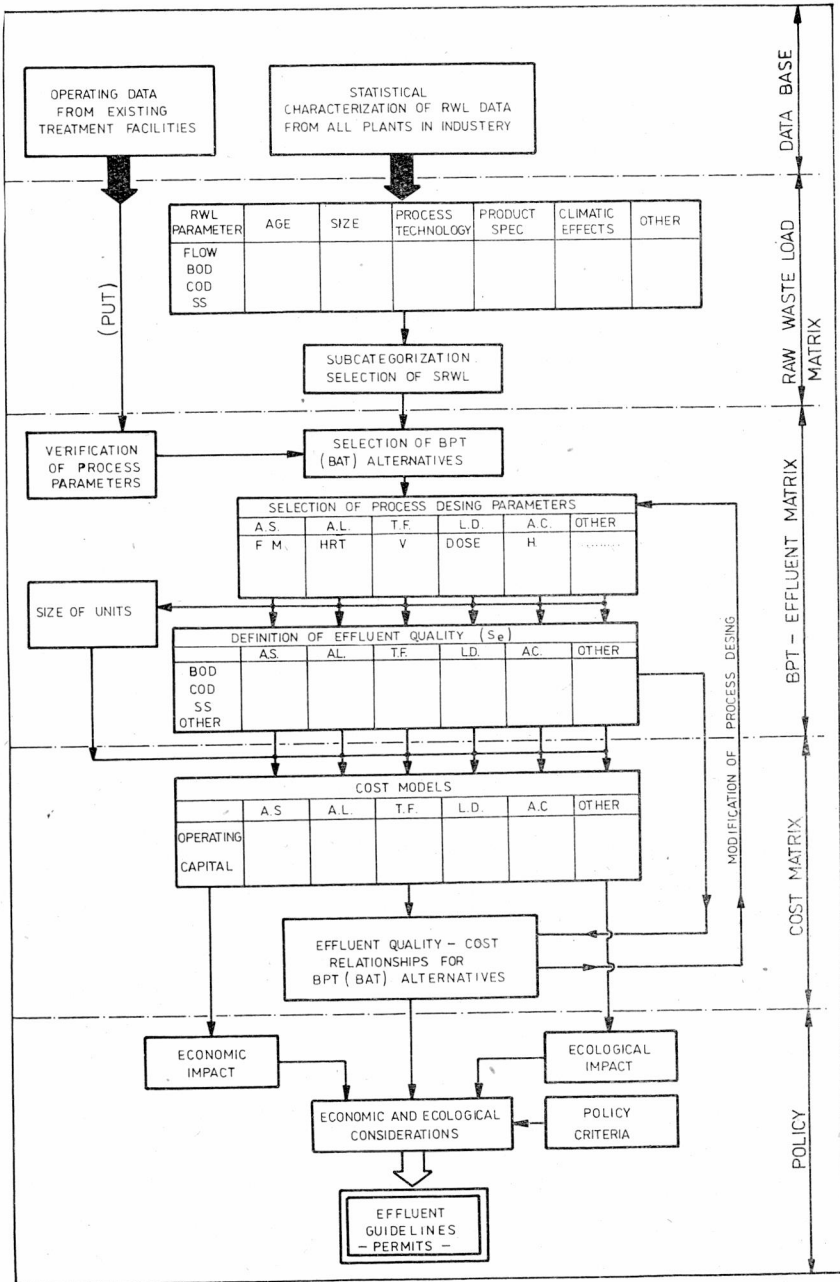 OPERATING DATA
FROM EXISTING
TREATMENT FACILITIES
STATISTICAL
CHARACTERIZATION OF RWL DATA
FROM ALL PLANTS IN INDUSTERY
DATA BASE
RWL
PARAMETER
AGE
SIZE
PROCESS
TECHNOLOGY
PRODUCT
SPEC
CLIMATIC
EFFECTS
OTHER
FLOW
BOD
COD
SS
(PUT)
RAW WASTE LOAD
MATRIX
SUBCATEGORIZATION
SELECTION OF SRWL
VERIFICATION
OF PROCESS
PARAMETERS
SELECTION OF BPT
(BAT) ALTERNATIVES
SELECTION OF PROCESS DESING PARAMETERS
A.S. A.L. T.F. L.D. A.C. OTHER
F M. HRT V DOSE H. .........
BPT - EFFLUENT MATRIX
SIZE OF UNITS
DEFINITION OF EFFLUENT QUALITY (Se)
A.S. A.L. T.F. L.D. A.C. OTHER
BOD
COD
SS
OTHER
MODIFICATION OF PROCESS DESING
COST MODELS
A.S A.L. T.F. L.D. A.C OTHER
OPERATING
CAPITAL
COST MATRIX
EFFLUENT QUALITY – COST
RELATIONSHIPS FOR
BPT (BAT) ALTERNATIVES
ECONOMIC
IMPACT
ECOLOGICAL
IMPACT
ECONOMIC AND ECOLOGICAL
CONSIDERATIONS
POLICY
CRITERIA
POLICY
EFFLUENT
GUIDELINES
– PERMITS –